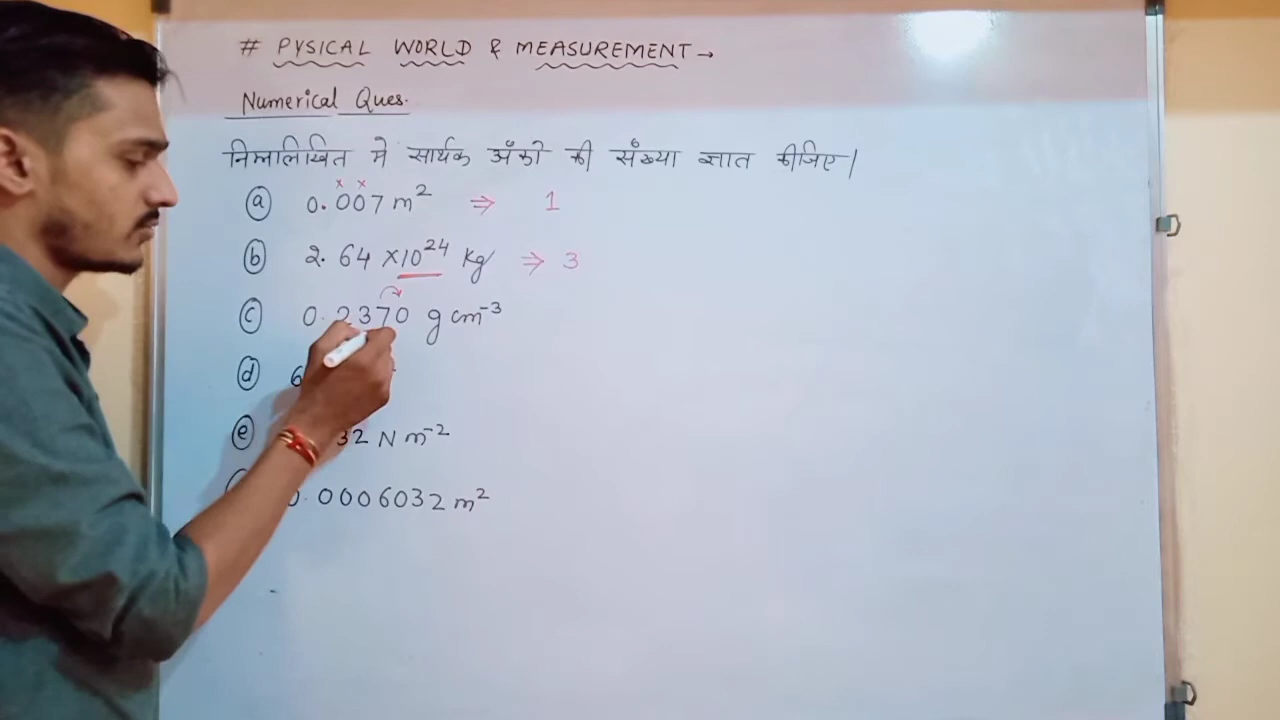 # PYSICAL WORLD & MEASUREMENT →
Numerical Ques.
निम्नलिखित मे सार्थक अँको की सँख्या ज्ञात कीजिए।
(a) 0.007 m² ⇒ 1
(b) 2.64 ×10²⁴ kg ⇒ 3
(c) 0.2370 g cm⁻³
(d) 6
(e) 32 N m⁻²
0.0006032 m²